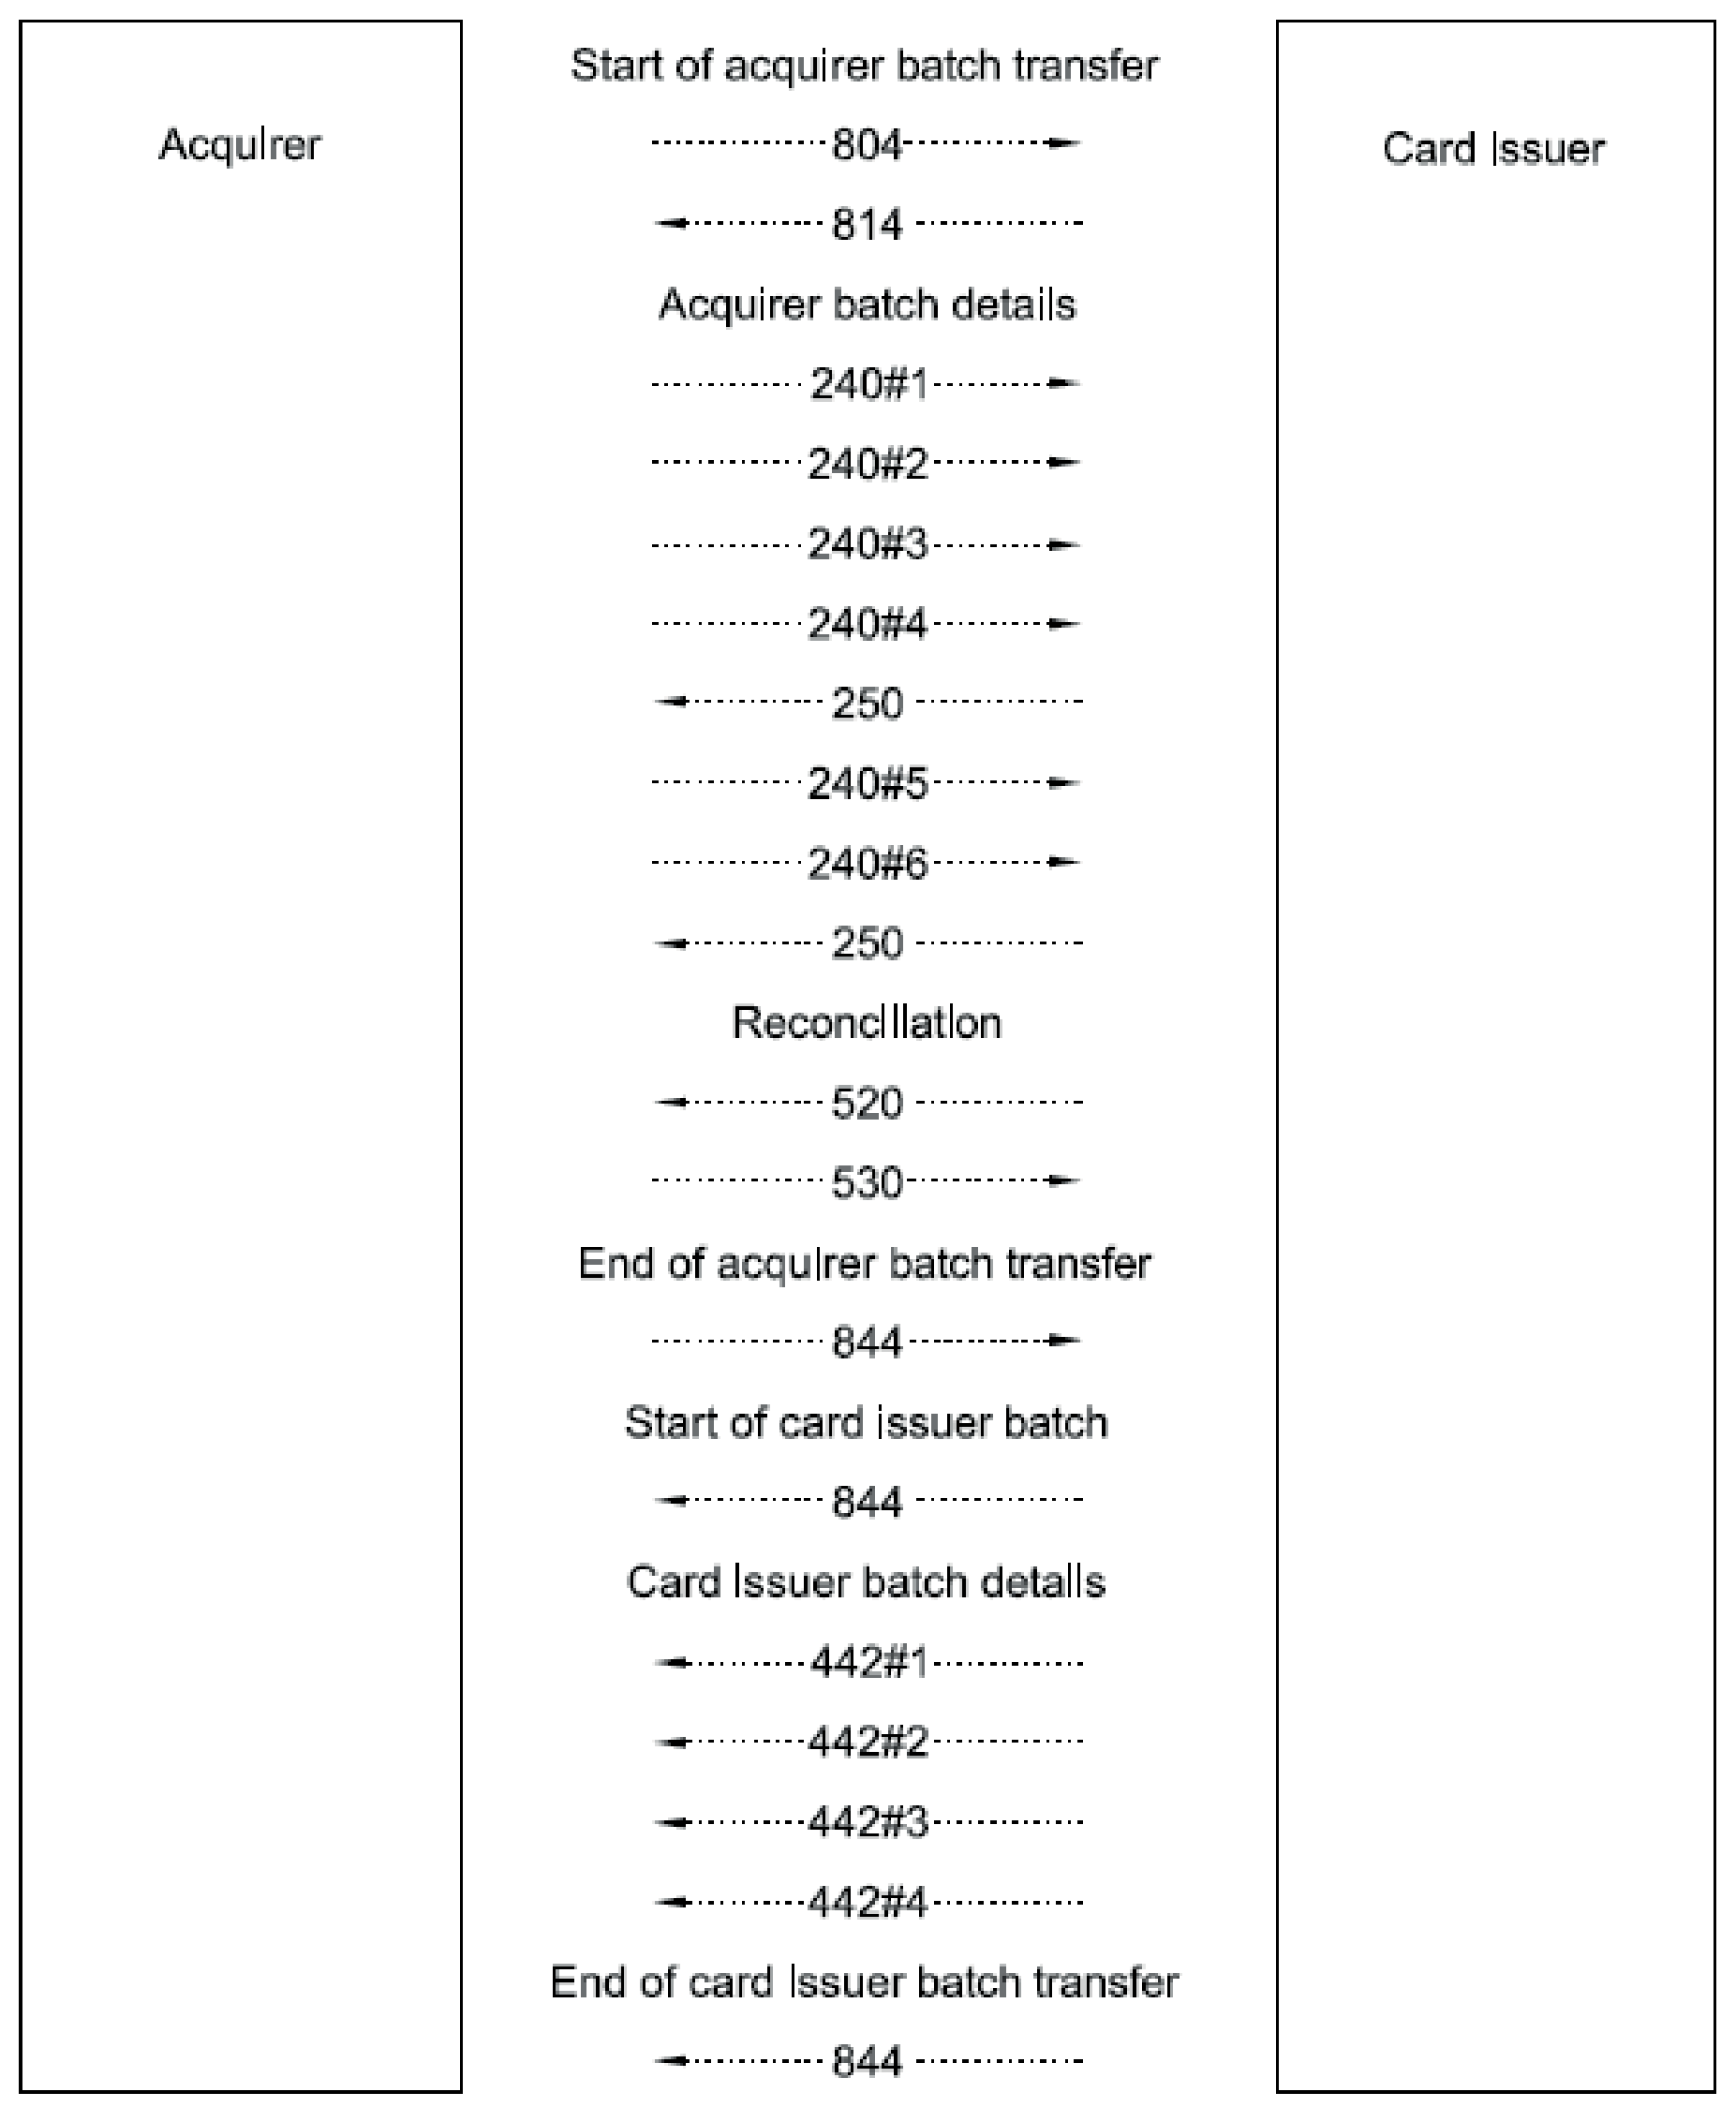 Start of acquirer batch transfer
Acquirer
804
Card Issuer
814
Acquirer batch details
240#1
240#2
240#3
240#4
250
240#5
240#6
250
Reconciliation
520
530
End of acquirer batch transfer
844
Start of card issuer batch
844
Card Issuer batch details
442#1
442#2
442#3
442#4
End of card Issuer batch transfer
844